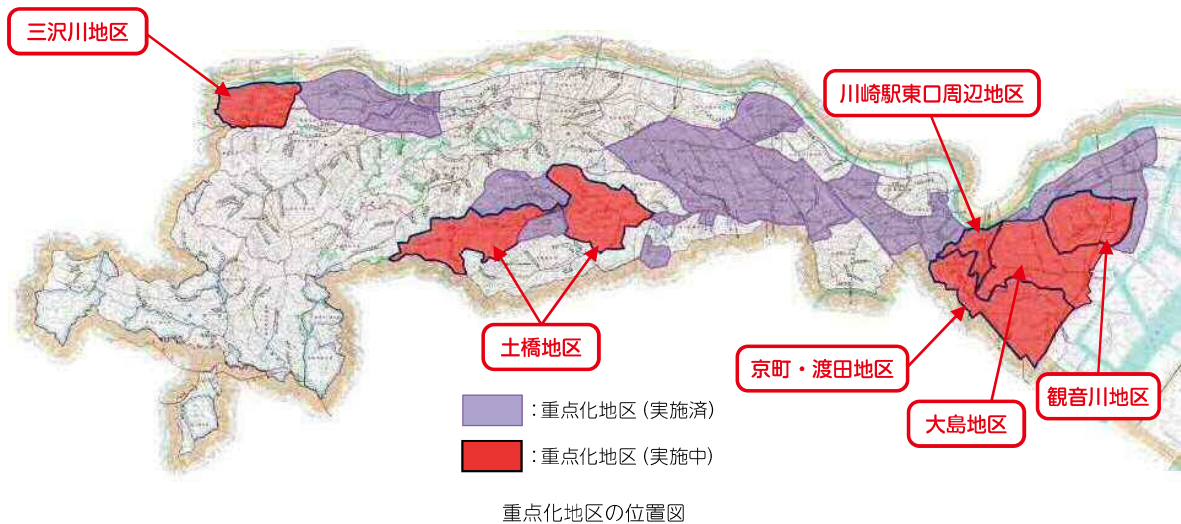 三沢川地区
川崎駅東口周辺地区
土橋地区
京町・渡田地区
観音川地区
大島地区
：重点化地区（実施済）
：重点化地区（実施中）
重点化地区の位置図